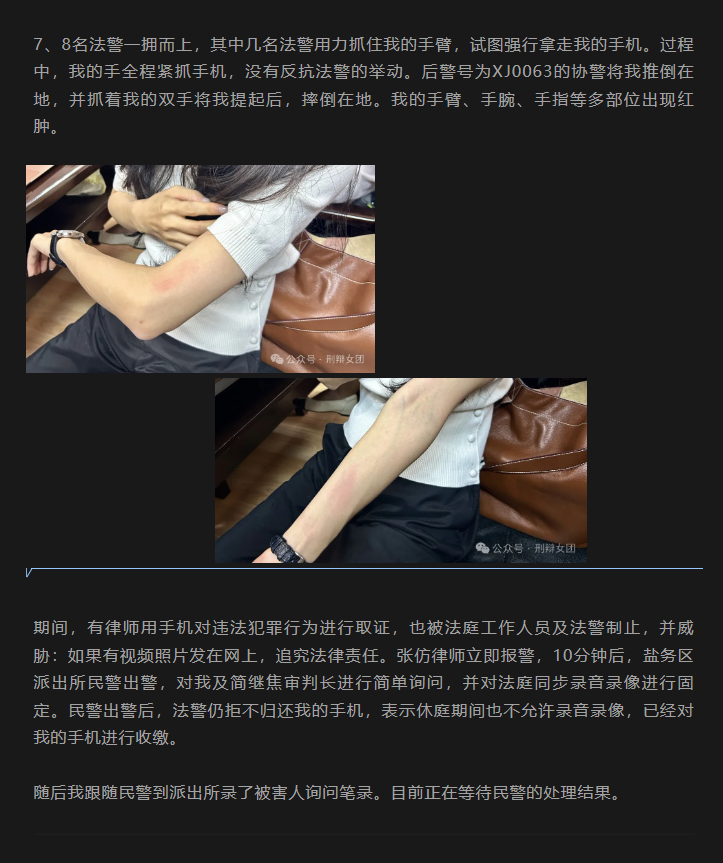 7、8名法警一拥而上，其中几名法警用力抓住我的手臂，试图强行拿走我的手机。过程
中，我的手全程紧抓手机，没有反抗法警的举动。后警号为XJ0063的协警将我推倒在
地，并抓着我的双手将我提起后，摔倒在地。我的手臂、手腕、手指等多部位出现红
肿。
公众号·刑辩女团
公众号·刑辩女团
期间，有律师用手机对违法犯罪行为进行取证，也被法庭工作人员及法警制止，并威
胁：如果有视频照片发在网上，追究法律责任。张仿律师立即报警，10分钟后，盐务区
派出所民警出警，对我及简继焦审判长进行简单询问，并对法庭同步录音录像进行固
定。民警出警后，法警仍拒不归还我的手机，表示休庭期间也不允许录音录像，已经对
我的手机进行收缴。
随后我跟随民警到派出所录了被害人询问笔录。目前正在等待民警的处理结果。